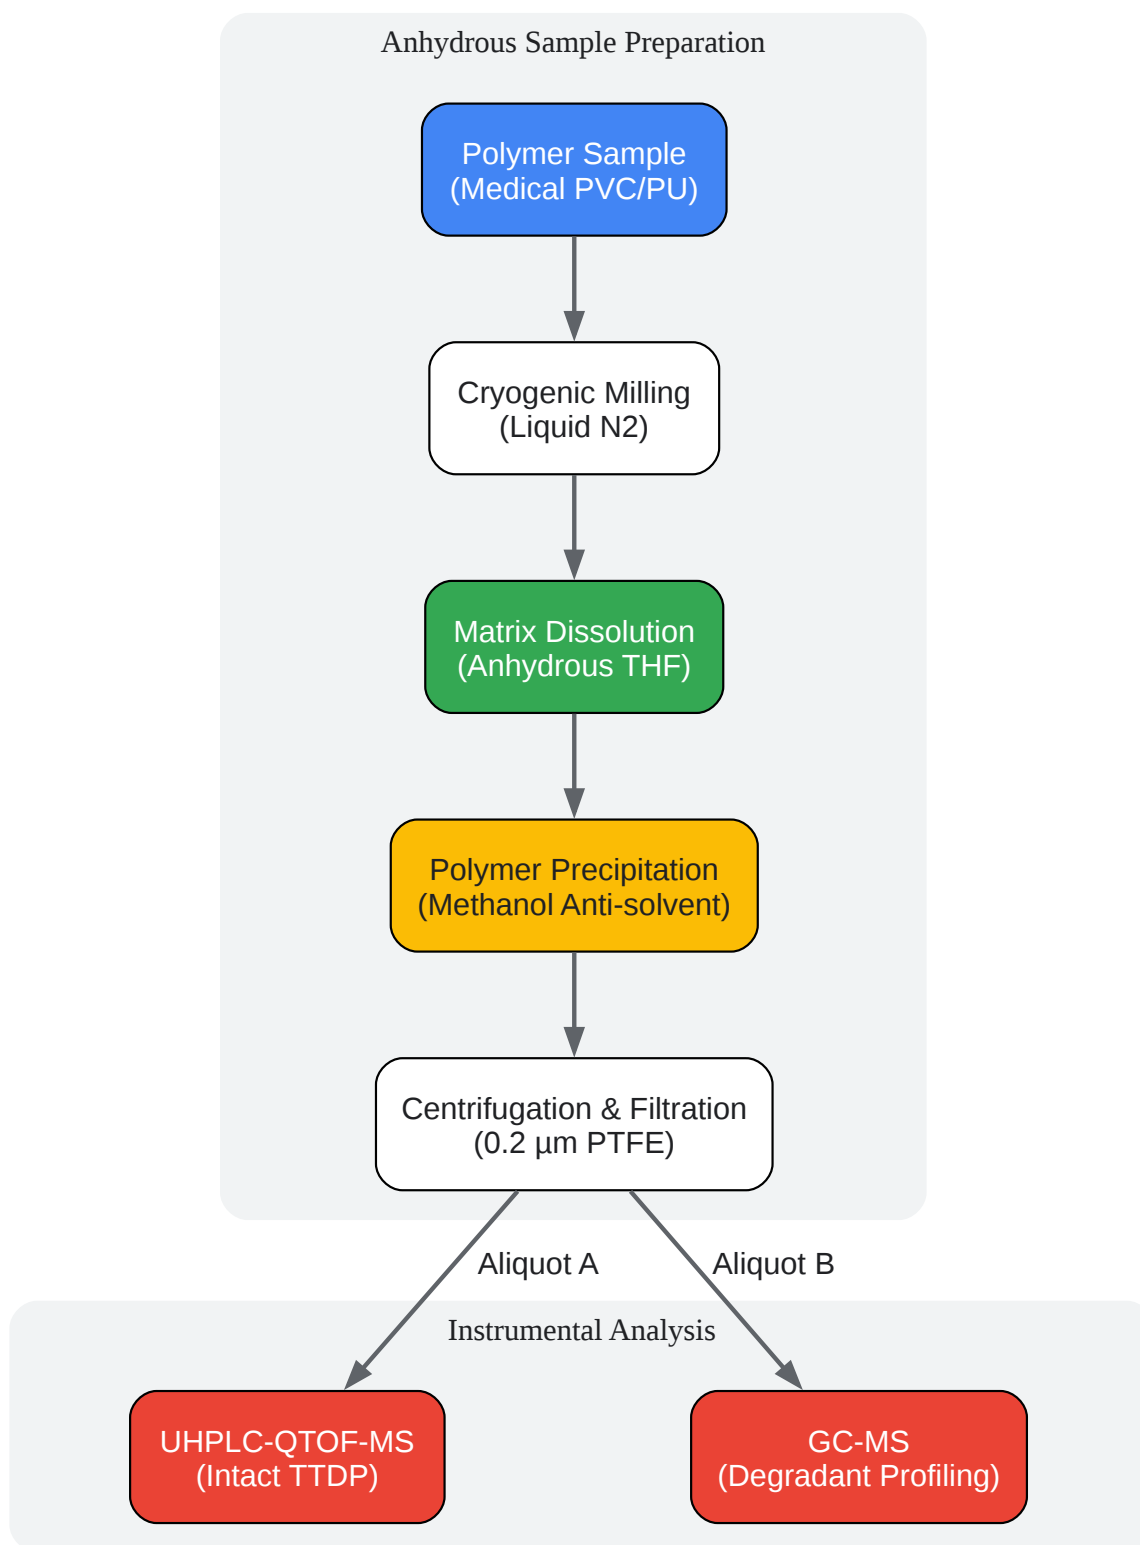 Anhydrous Sample Preparation
Polymer Sample
(Medical PVC/PU)
Cryogenic Milling
(Liquid N2)
Matrix Dissolution
(Anhydrous THF)
Polymer Precipitation
(Methanol Anti-solvent)
Centrifugation & Filtration
(0.2 µm PTFE)
Aliquot A
Aliquot B
Instrumental Analysis
UHPLC-QTOF-MS
(Intact TTDP)
GC-MS
(Degradant Profiling)